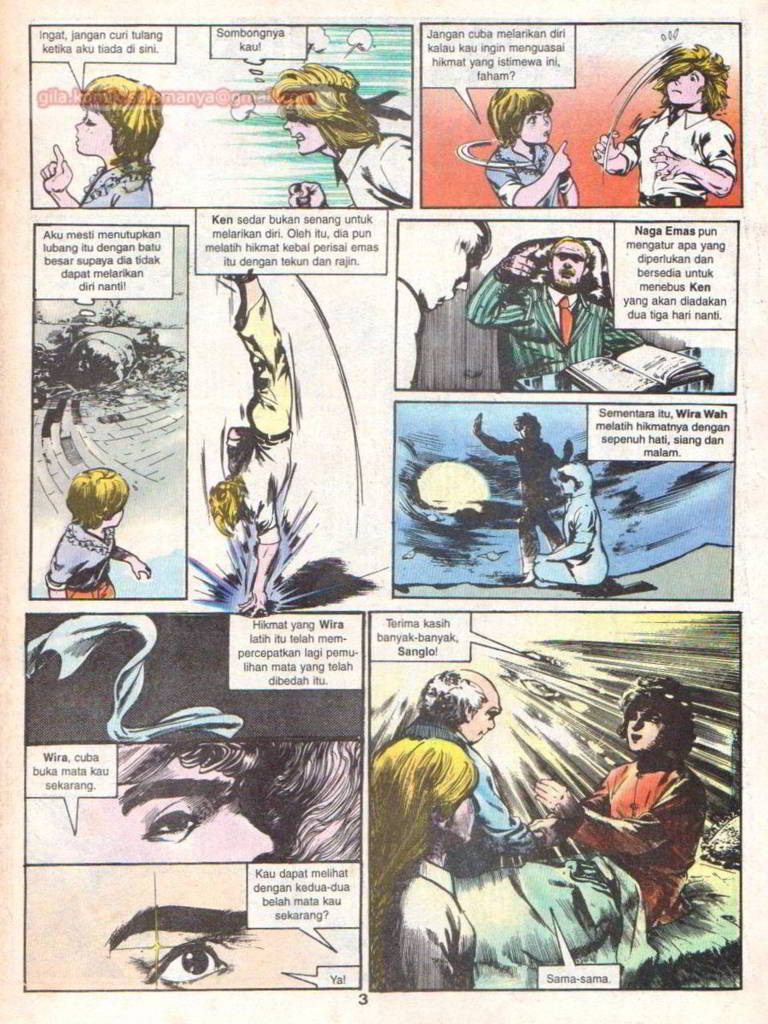 Ingat, jangan curi tulang
ketika aku tiada di sini.
Sombongnya
kau!
Jangan cuba melarikan diri
kalau kau ingin menguasai
hikmat yang istimewa ini,
faham?
Aku mesti menutupkan
lubang itu dengan batu
besar supaya dia tidak
dapat melarikan
diri nanti!
Ken sedar bukan senang untuk
melarikan diri. Oleh itu, dia pun
melatih hikmat kebal perisai emas
itu dengan tekun dan rajin.
Naga Emas pun
mengatur apa yang
diperlukan dan
bersedia untuk
menebus Ken
yang akan diadakan
dua tiga hari nanti.
Sementara itu, Wira Wah
melatih hikmatnya dengan
sepenuh hati, siang dan
malam.
Hikmat yang Wira
latih itu telah mem-
percepatkan lagi pemu-
lihan mata yang telah
dibedah itu.
Wira, cuba
buka mata kau
sekarang.
Kau dapat melihat
dengan kedua-dua
belah mata kau
sekarang?
Ya!
Terima kasih
banyak-banyak,
Sanglo!
Sama-sama.
3